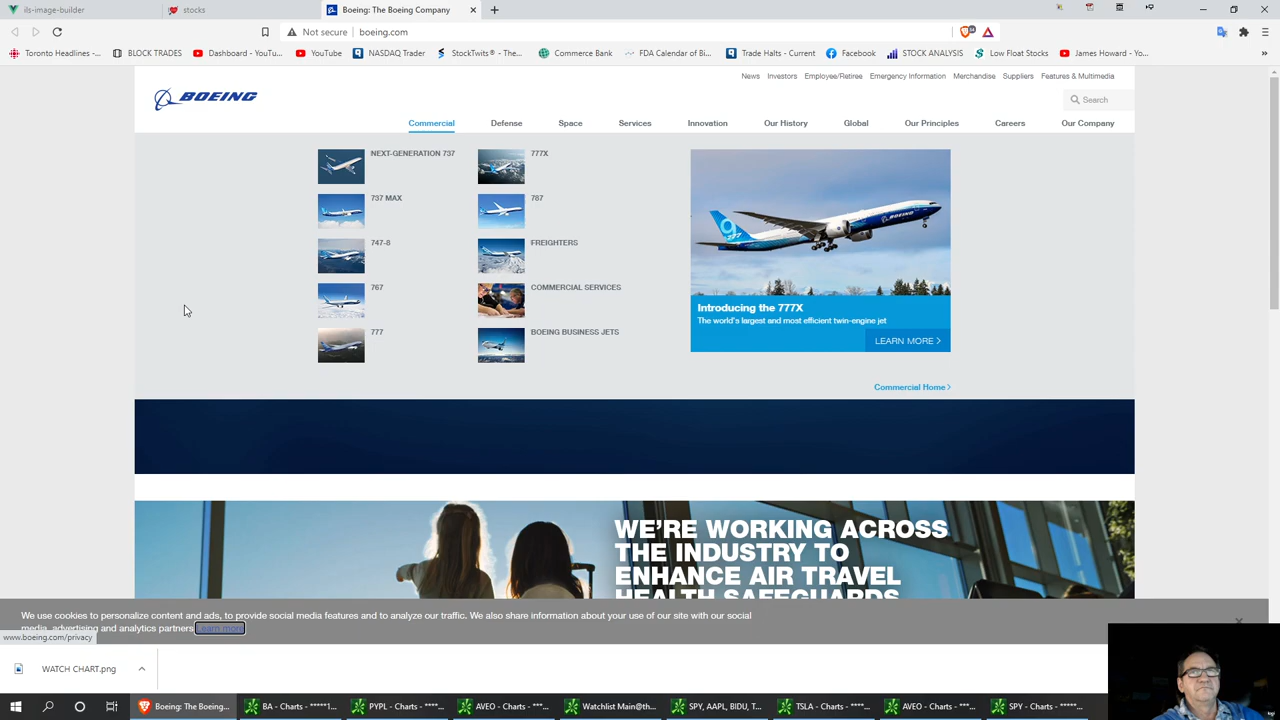 ils-image-editor
stocks
Boeing: The Boeing Company
Not secure | boeing.com
Toronto Headlines -...
BLOCK TRADES
Dashboard - YouTu...
YouTube
NASDAQ Trader
StockTwits® - The...
Commerce Bank
FDA Calendar of Bi...
Trade Halts - Current
Facebook
STOCK ANALYSIS
Low Float Stocks
James Howard - Yo...
News Investors Employee/Retiree Emergency Information Merchandise Suppliers Features & Multimedia
BOEING
Search
Commercial Defense Space Services Innovation Our History Global Our Principles Careers Our Company
NEXT-GENERATION 737
737 MAX
747-8
767
777
777X
787
FREIGHTERS
COMMERCIAL SERVICES
BOEING BUSINESS JETS
BOEING
Introducing the 777X
The world's largest and most efficient twin-engine jet
LEARN MORE
Commercial Home
WE'RE WORKING ACROSS
THE INDUSTRY TO
ENHANCE AIR TRAVEL
HEALTH SAFEGUARDS
We use cookies to personalize content and ads, to provide social media features and to analyze our traffic. We also share information about your use of our site with our social
media, advertising and analytics partners. Learn more
www.boeing.com/privacy
WATCH CHART.png
Boeing: The Boeing...
BA - Charts - *****1...
PYPL - Charts - ****...
AVEO - Charts - ***...
Watchlist Main@th...
SPY, AAPL, BIDU, T...
TSLA - Charts - ****...
AVEO - Charts - ***...
SPY - Charts - ****...